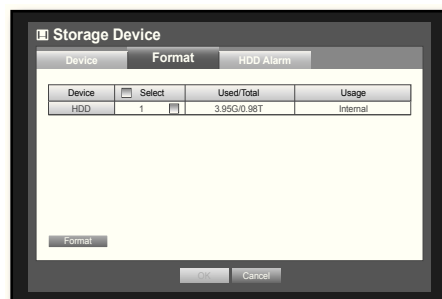 Storage Device
Device Format HDD Alarm
Device Select Used/Total Usage
HDD 1 3.95G/0.98T Internal
Format
OK Cancel